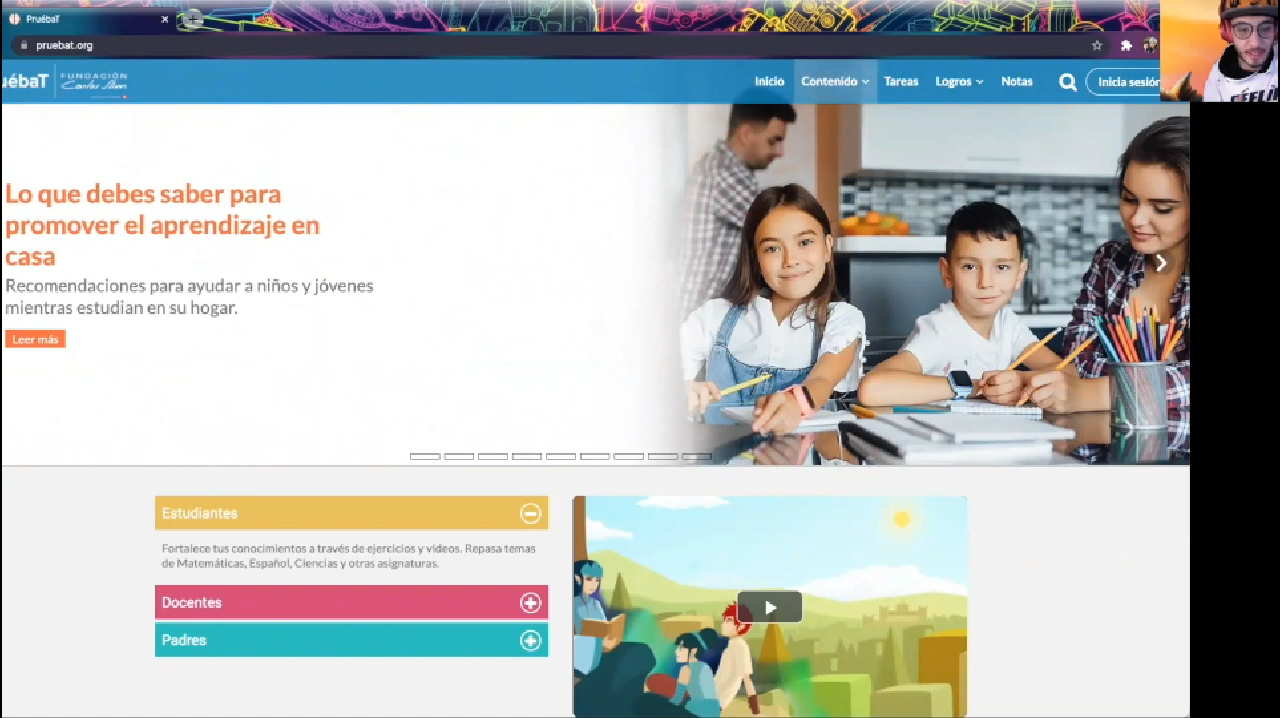 PruébaT
pruebat.org
uébaT
FUNDACIÓN
Carlos Slim
Inicio
Contenido
Tareas
Logros
Notas
Inicia sesión
Lo que debes saber para
promover el aprendizaje en
casa
Recomendaciones para ayudar a niños y jóvenes
mientras estudian en su hogar.
Leer más
Estudiantes
Fortalece tus conocimientos a través de ejercicios y videos. Repasa temas
de Matemáticas, Español, Ciencias y otras asignaturas.
Docentes
Padres